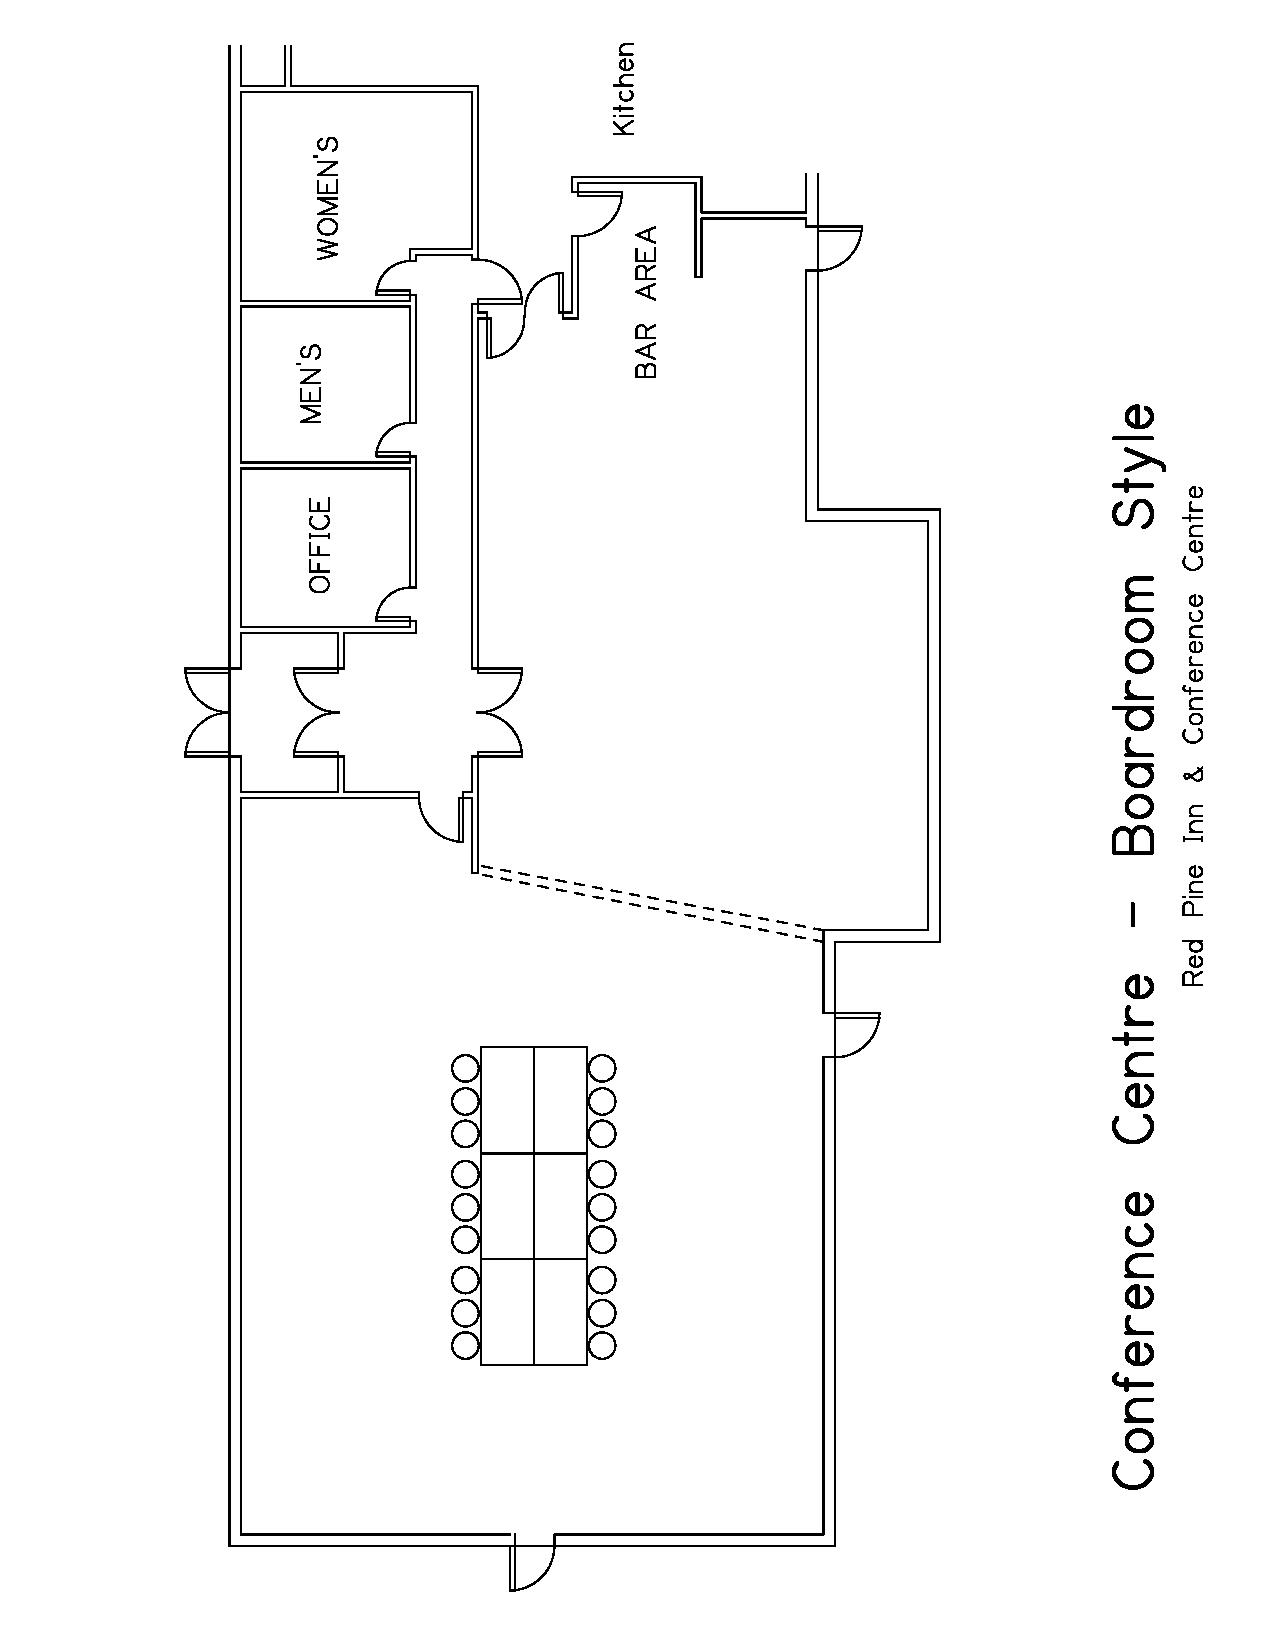 OFFICE
MEN'S
WOMEN'S
BAR AREA
Kitchen
Conference Centre - Boardroom Style
Red Pine Inn & Conference Centre